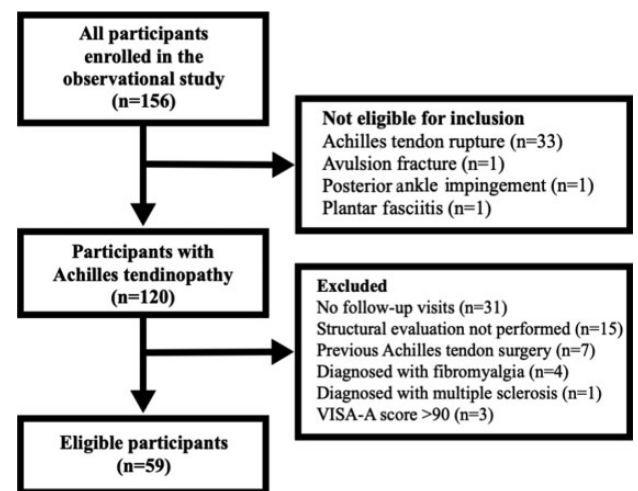 All participants
enrolled in the
observational study
(n=156)
Not eligible for inclusion
Achilles tendon rupture (n=33)
Avulsion fracture (n=1)
Posterior ankle impingement (n=1)
Plantar fasciitis (n=1)
Participants with
Achilles tendinopathy
(n=120)
Excluded
No follow-up visits (n=31)
Structural evaluation not performed (n=15)
Previous Achilles tendon surgery (n=7)
Diagnosed with fibromyalgia (n=4)
Diagnosed with multiple sclerosis (n=1)
VISA-A score >90 (n=3)
Eligible participants
(n=59)